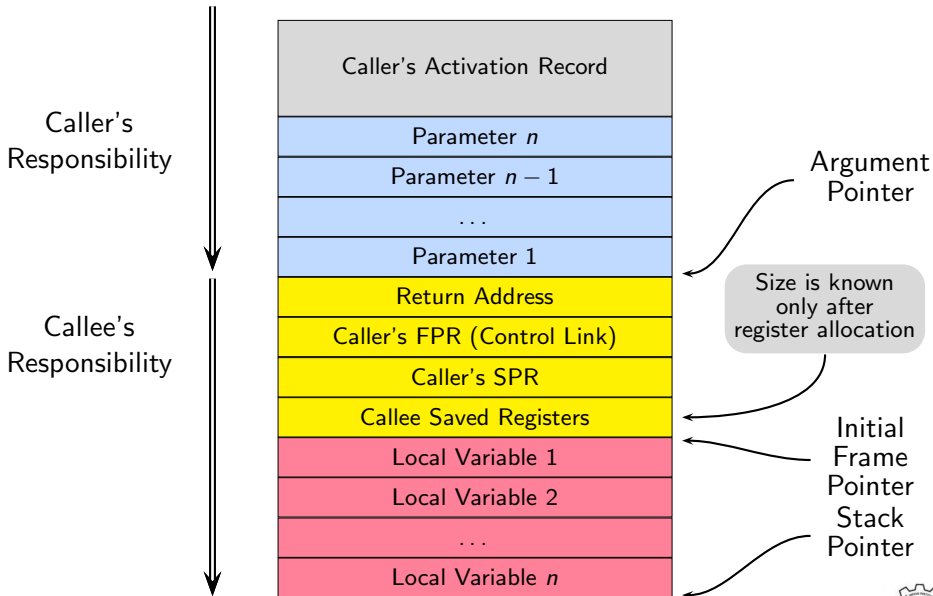 Caller's Activation Record
Caller's
Responsibility
Parameter n
Parameter n − 1
. . .
Parameter 1
Argument
Pointer
Return Address
Caller's FPR (Control Link)
Caller's SPR
Callee Saved Registers
Callee's
Responsibility
Size is known
only after
register allocation
Local Variable 1
Local Variable 2
. . .
Local Variable n
Initial
Frame
Pointer
Stack
Pointer